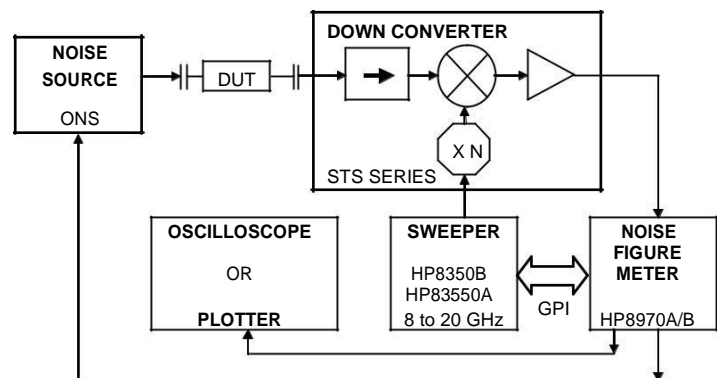 NOISE
SOURCE
ONS
DUT
DOWN CONVERTER
X N
STS SERIES
OSCILLOSCOPE
OR
PLOTTER
SWEEPER
HP8350B
HP83550A
8 to 20 GHz
GPI
NOISE
FIGURE
METER
HP8970A/B